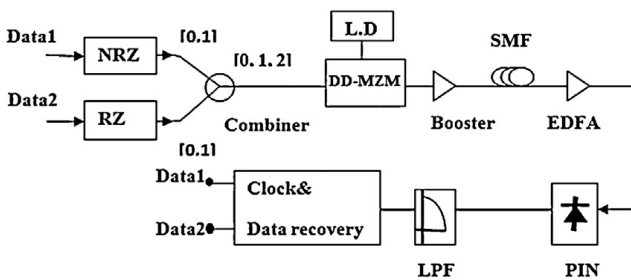 Data1
NRZ
[0.1]
Data2
RZ
[0.1]
Combiner
[0. 1. 2]
L.D
DD-MZM
Booster
SMF
EDFA
Data1
Data2
Clock&
Data recovery
LPF
PIN